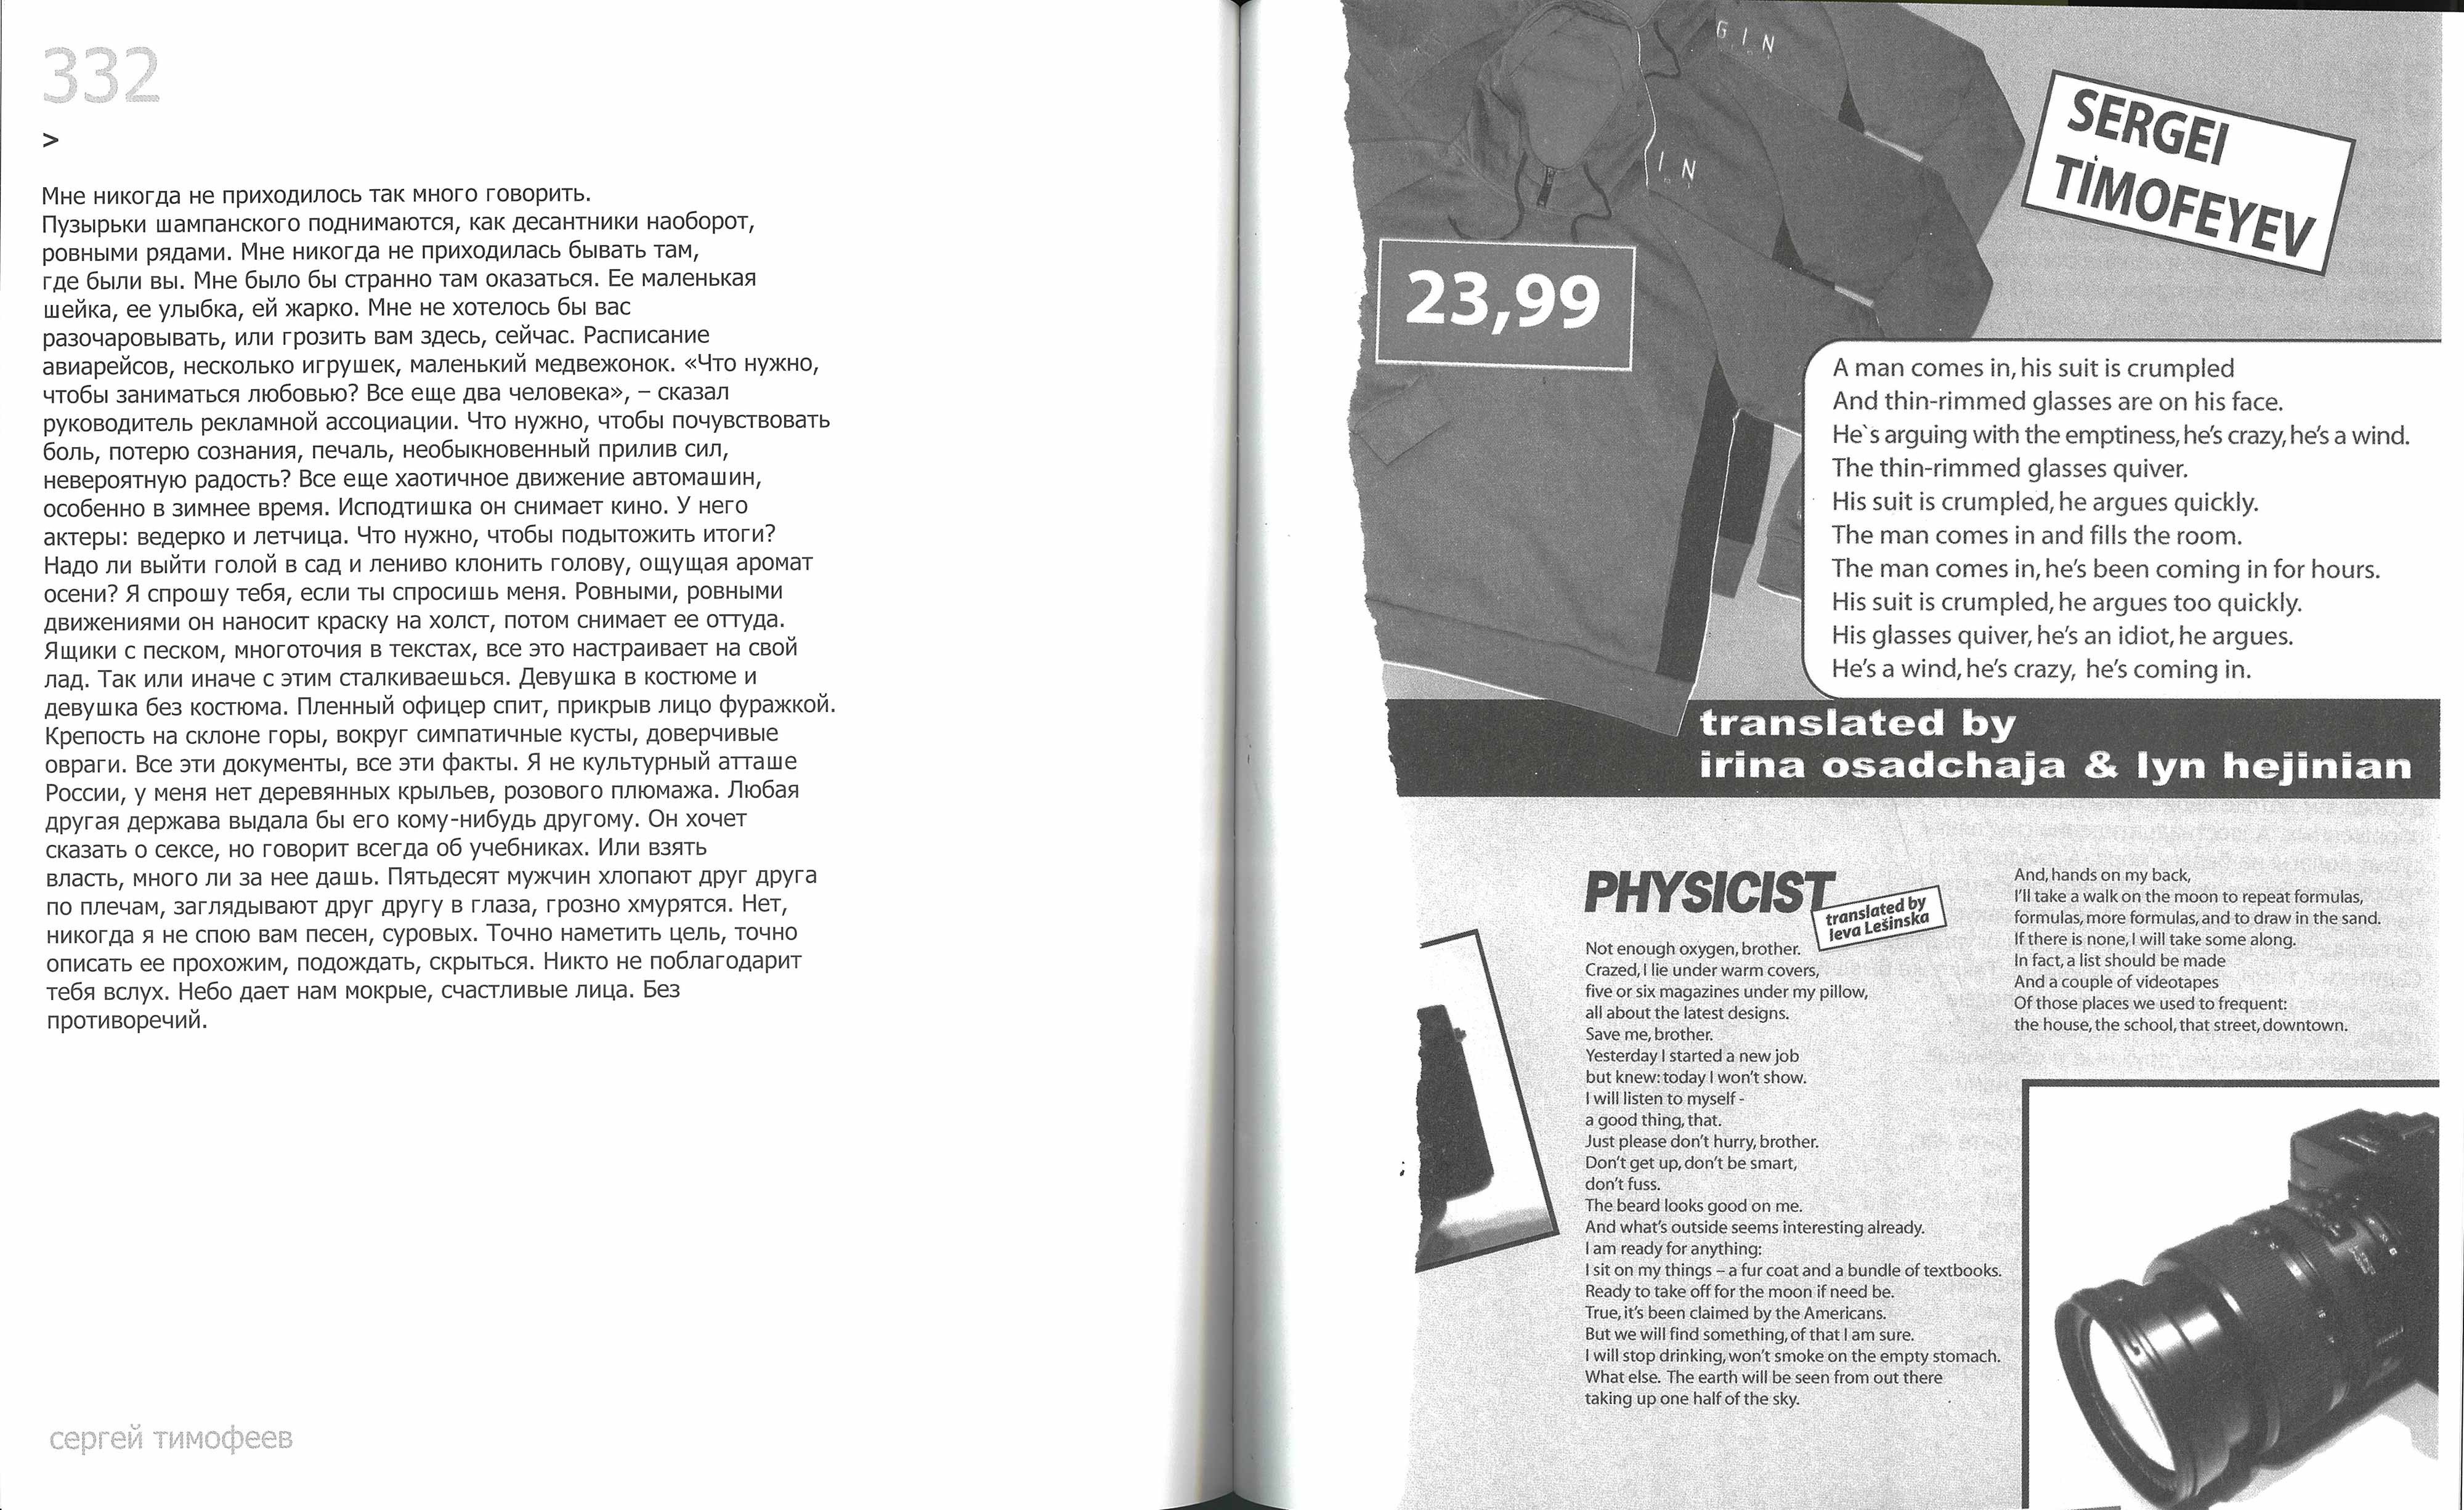 332
>
Мне никогда не приходилось так много говорить.
Пузырьки шампанского поднимаются, как десантники наоборот,
ровными рядами. Мне никогда не приходилась бывать там,
где были вы. Мне было бы странно там оказаться. Ее маленькая
шейка, ее улыбка, ей жарко. Мне не хотелось бы вас
разочаровывать, или грозить вам здесь, сейчас. Расписание
авиарейсов, несколько игрушек, маленький медвежонок. «Что нужно,
чтобы заниматься любовью? Все еще два человека», – сказал
руководитель рекламной ассоциации. Что нужно, чтобы почувствовать
боль, потерю сознания, печаль, необыкновенный прилив сил,
невероятную радость? Все еще хаотичное движение автомашин,
особенно в зимнее время. Исподтишка он снимает кино. У него
актеры: ведерко и летчица. Что нужно, чтобы подытожить итоги?
Надо ли выйти голой в сад и лениво клонить голову, ощущая аромат
осени? Я спрошу тебя, если ты спросишь меня. Ровными, ровными
движениями он наносит краску на холст, потом снимает ее оттуда.
Ящики с песком, многоточия в текстах, все это настраивает на свой
лад. Так или иначе с этим сталкиваешься. Девушка в костюме и
девушка без костюма. Пленный офицер спит, прикрыв лицо фуражкой.
Крепость на склоне горы, вокруг симпатичные кусты, доверчивые
овраги. Все эти документы, все эти факты. Я не культурный атташе
России, у меня нет деревянных крыльев, розового плюмажа. Любая
другая держава выдала бы его кому-нибудь другому. Он хочет
сказать о сексе, но говорит всегда об учебниках. Или взять
власть, много ли за нее дашь. Пятьдесят мужчин хлопают друг друга
по плечам, заглядывают друг другу в глаза, грозно хмурятся. Нет,
никогда я не спою вам песен, суровых. Точно наметить цель, точно
описать ее прохожим, подождать, скрыться. Никто не поблагодарит
тебя вслух. Небо дает нам мокрые, счастливые лица. Без
противоречий.
сергей тимофеев
G I N
I N
SERGEI
TIMOFEYEV
23,99
A man comes in, his suit is crumpled
And thin-rimmed glasses are on his face.
He`s arguing with the emptiness, he's crazy, he's a wind.
The thin-rimmed glasses quiver.
His suit is crumpled, he argues quickly.
The man comes in and fills the room.
The man comes in, he's been coming in for hours.
His suit is crumpled, he argues too quickly.
His glasses quiver, he's an idiot, he argues.
He's a wind, he's crazy, he's coming in.
translated by
irina osadchaja & lyn hejinian
PHYSICIST
translated by
Ieva Lešinska
Not enough oxygen, brother.
Crazed, I lie under warm covers,
five or six magazines under my pillow,
all about the latest designs.
Save me, brother.
Yesterday I started a new job
but knew: today I won't show.
I will listen to myself -
a good thing, that.
Just please don't hurry, brother.
Don't get up, don't be smart,
don't fuss.
The beard looks good on me.
And what's outside seems interesting already.
I am ready for anything:
I sit on my things – a fur coat and a bundle of textbooks.
Ready to take off for the moon if need be.
True, it's been claimed by the Americans.
But we will find something, of that I am sure.
I will stop drinking, won't smoke on the empty stomach.
What else. The earth will be seen from out there
taking up one half of the sky.
And, hands on my back,
I'll take a walk on the moon to repeat formulas,
formulas, more formulas, and to draw in the sand.
If there is none, I will take some along.
In fact, a list should be made
And a couple of videotapes
Of those places we used to frequent:
the house, the school, that street, downtown.